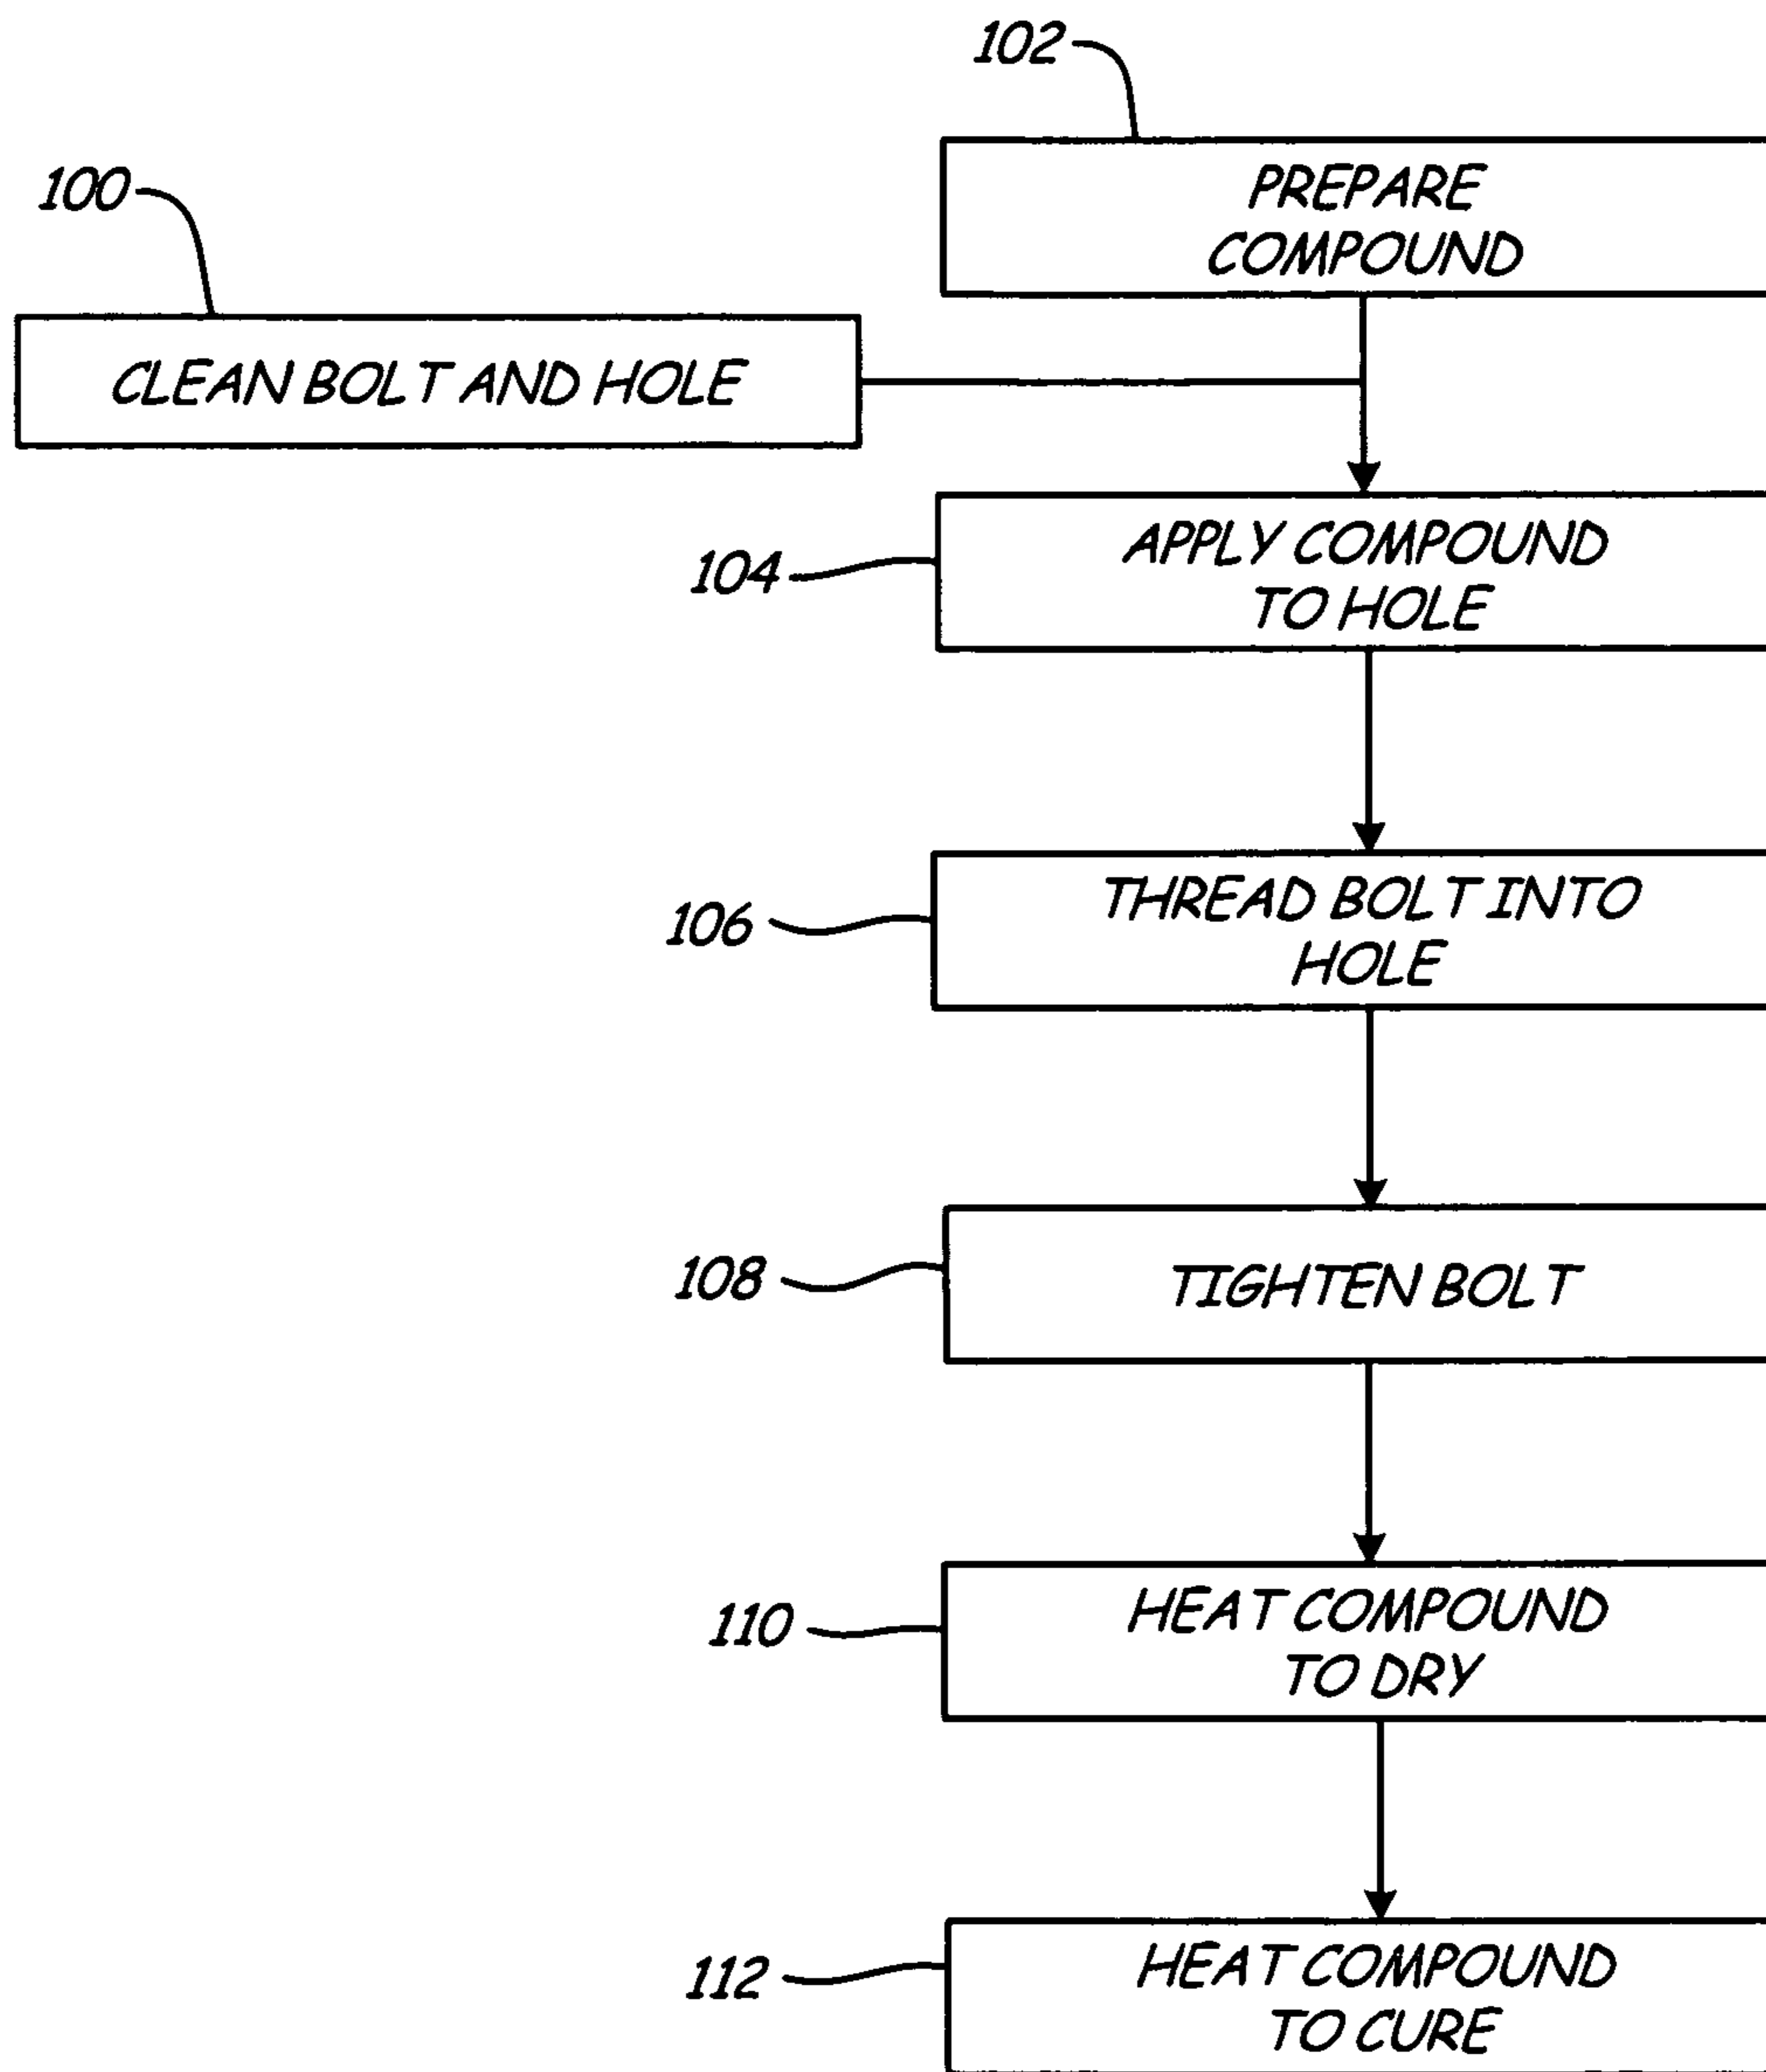 102
PREPARE
COMPOUND
100
CLEAN BOLT AND HOLE
104
APPLY COMPOUND
TO HOLE
106
THREAD BOLT INTO
HOLE
108
TIGHTEN BOLT
110
HEAT COMPOUND
TO DRY
112
HEAT COMPOUND
TO CURE